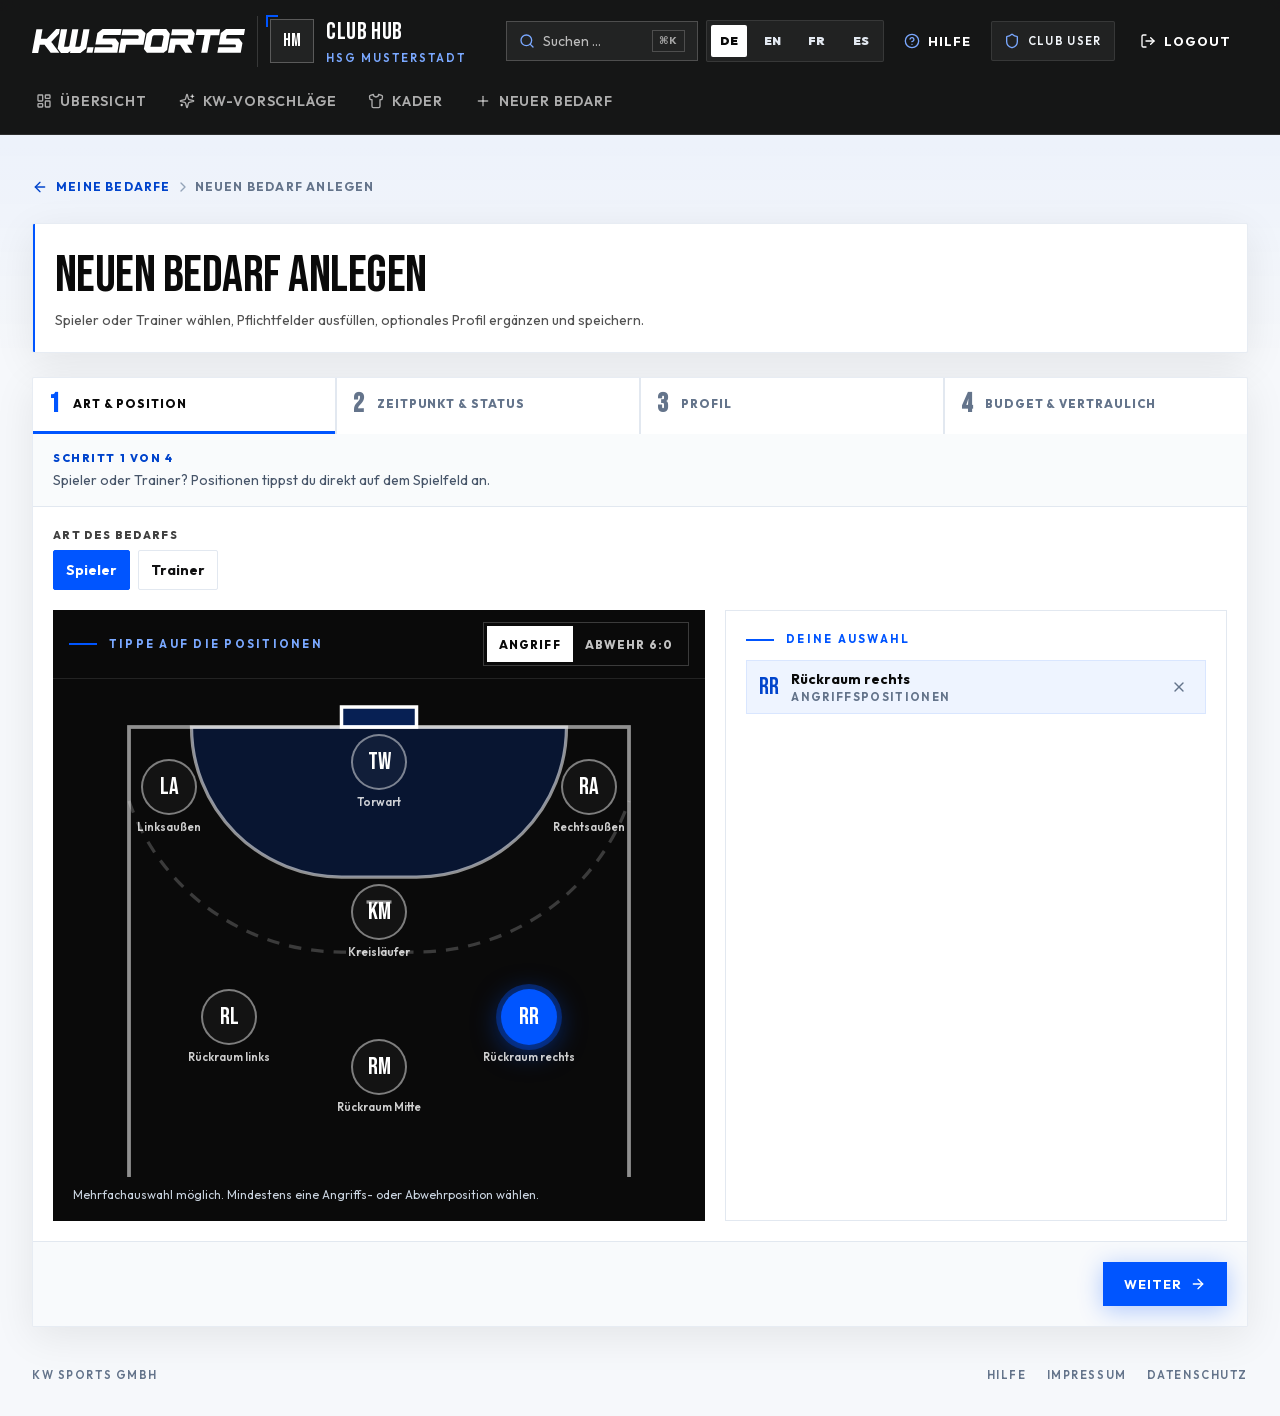 KW.SPORTS
HM
CLUB HUB
HSG MUSTERSTADT
Suchen ...
⌘K
DE EN FR ES
HILFE
CLUB USER
LOGOUT
ÜBERSICHT
KW-VORSCHLÄGE
KADER
NEUER BEDARF
MEINE BEDARFE
NEUEN BEDARF ANLEGEN
NEUEN BEDARF ANLEGEN
Spieler oder Trainer wählen, Pflichtfelder ausfüllen, optionales Profil ergänzen und speichern.
1 ART & POSITION
2 ZEITPUNKT & STATUS
3 PROFIL
4 BUDGET & VERTRAULICH
SCHRITT 1 VON 4
Spieler oder Trainer? Positionen tippst du direkt auf dem Spielfeld an.
ART DES BEDARFS
Spieler
Trainer
TIPPE AUF DIE POSITIONEN
ANGRIFF
ABWEHR 6:0
TW
Torwart
LA
Linksaußen
RA
Rechtsaußen
KM
Kreisläufer
RL
Rückraum links
RR
Rückraum rechts
RM
Rückraum Mitte
Mehrfachauswahl möglich. Mindestens eine Angriffs- oder Abwehrposition wählen.
DEINE AUSWAHL
RR
Rückraum rechts
ANGRIFFSPOSITIONEN
WEITER
KW SPORTS GMBH
HILFE
IMPRESSUM
DATENSCHUTZ